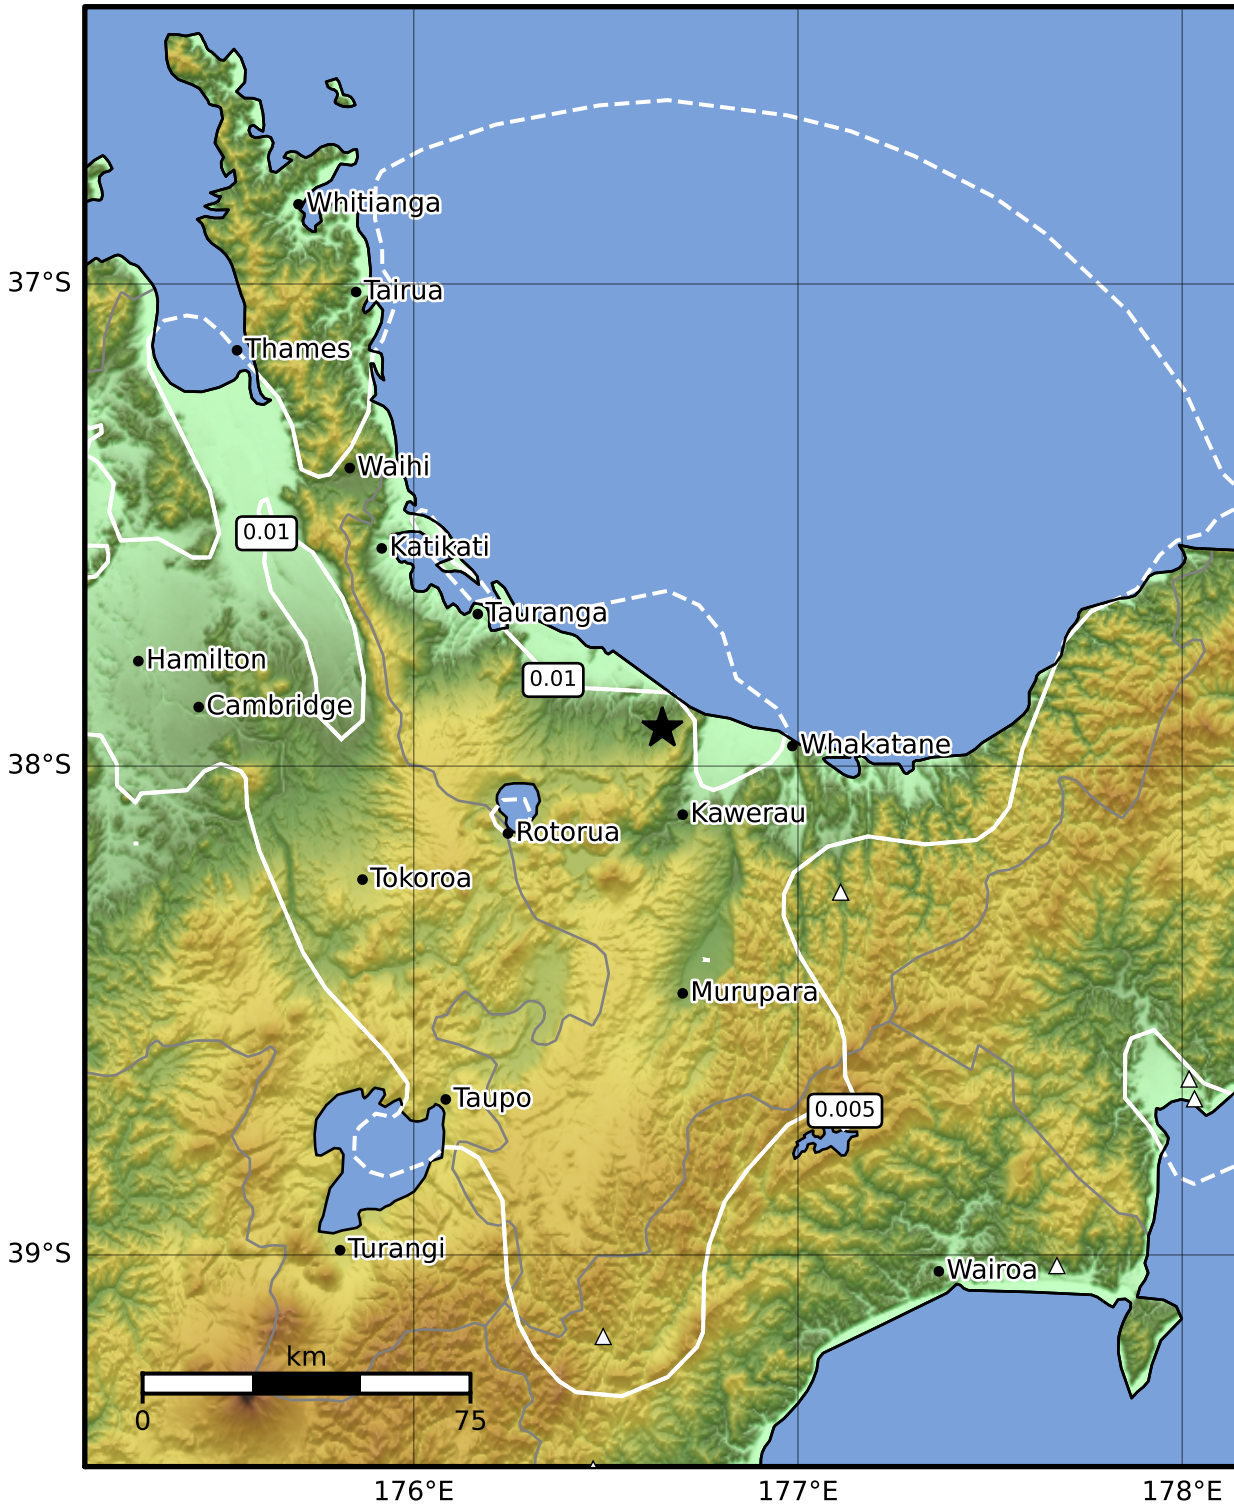 Whitianga
37°S
Tairua
Thames
Waihi
0.01
Katikati
Tauranga
Hamilton
0.01
Cambridge
Whakatane
38°S
Kawerau
Rotorua
Tokoroa
Murupara
Taupo
0.005
Turangi
39°S
Wairoa
km
0
75
176°E
177°E
178°E